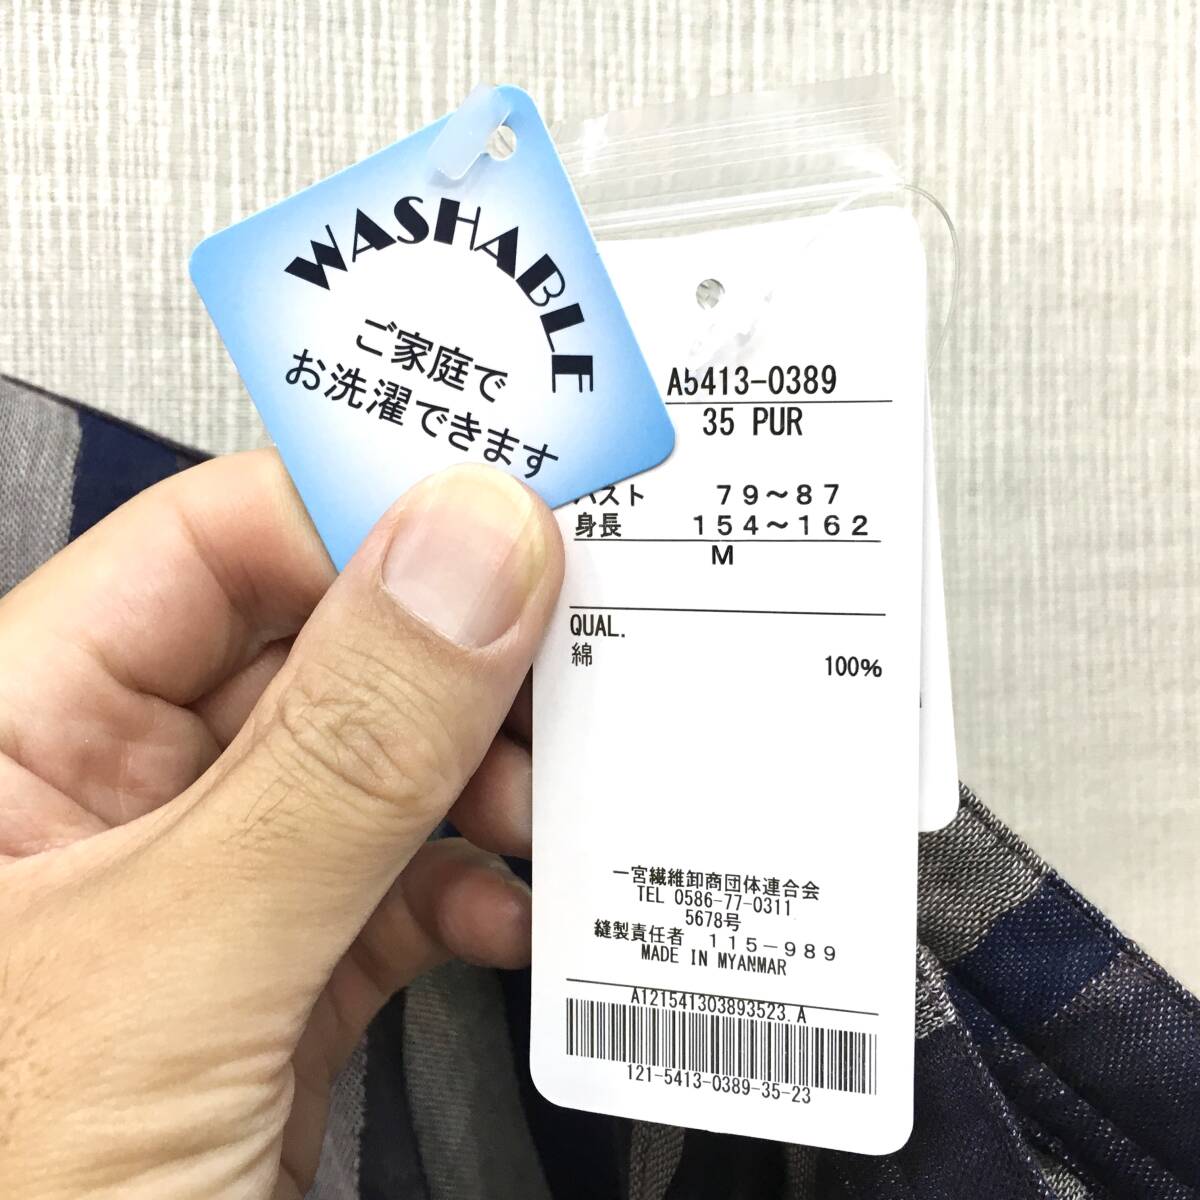 WASHABLE
ご家庭で
お洗濯できます
A5413-0389
35 PUR
バスト 79～87
身長 154～162
M
QUAL.
綿 100%
一宮繊維卸商団体連合会
TEL 0586-77-0311
5678号
縫製責任者 115-989
MADE IN MYANMAR
A121541303893523.A
121-5413-0389-35-23